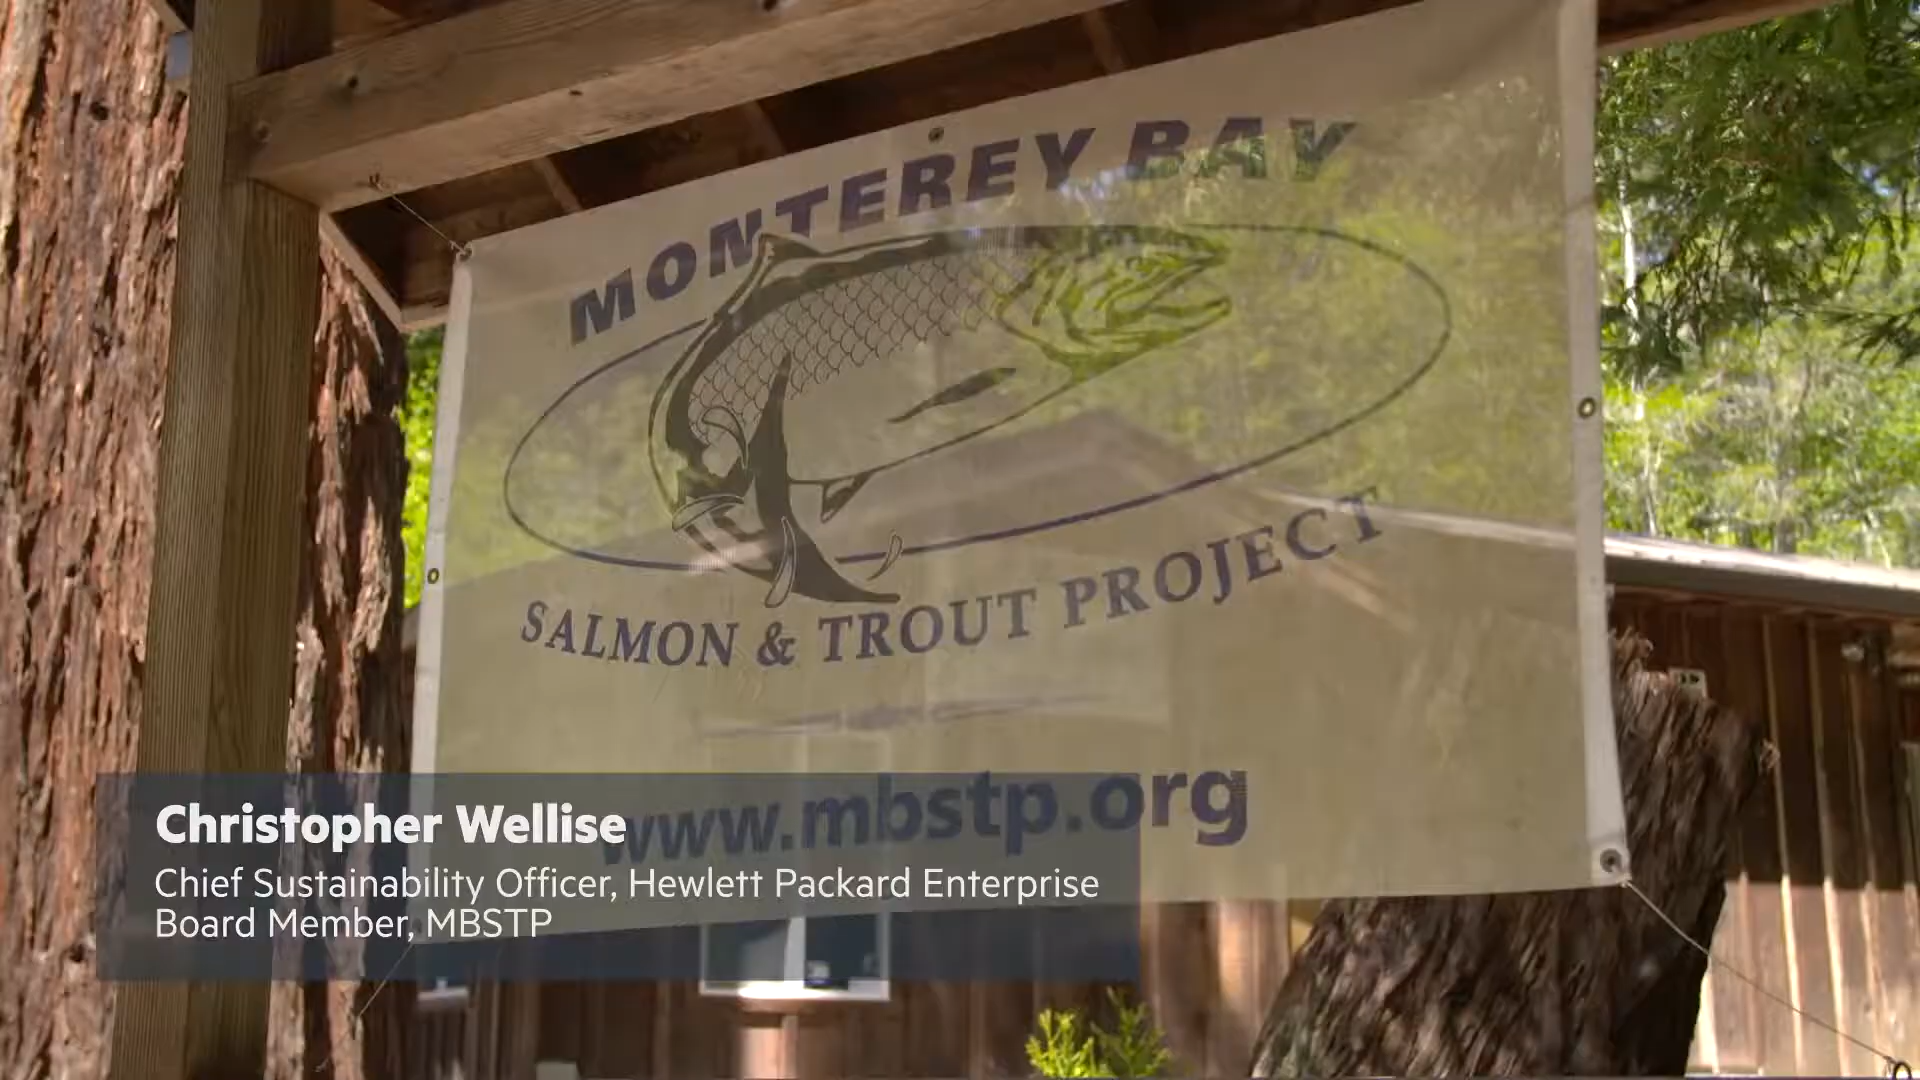 MONTEREY BAY
SALMON & TROUT PROJECT
www.mbstp.org
Christopher Wellise
Chief Sustainability Officer, Hewlett Packard Enterprise
Board Member, MBSTP